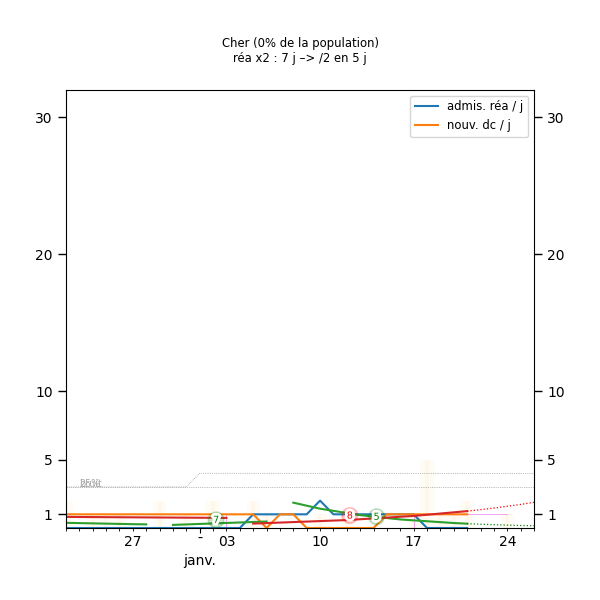 Cher (0% de la population)
réa x2 : 7 j –> /2 en 5 j
admis. réa / j
nouv. dc / j
30 30
20 20
10 10
5 5
1 1
7 8 5
27 - 03 10 17 24
janv.